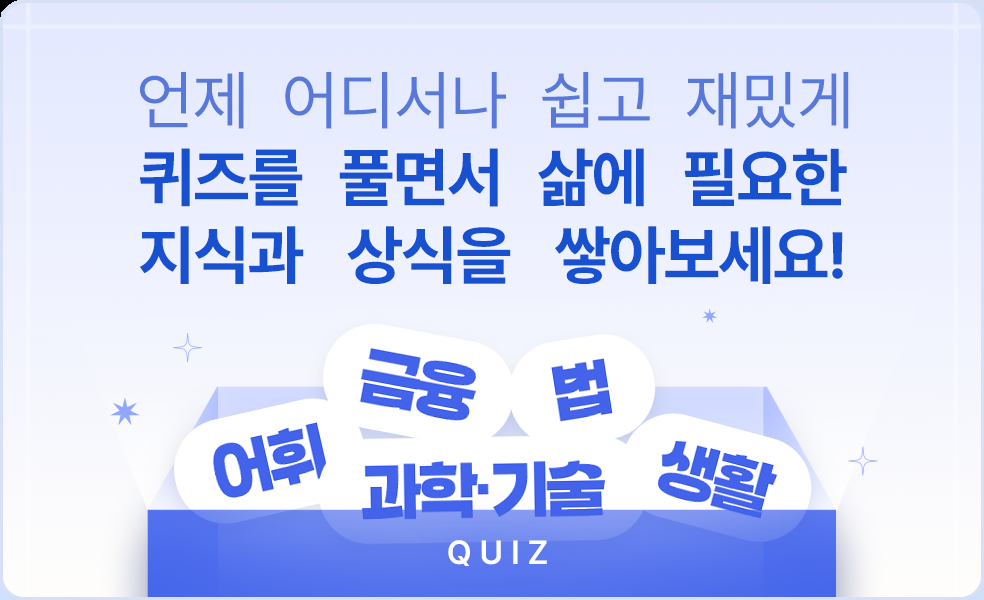 언제 어디서나 쉽고 재밌게
퀴즈를 풀면서 삶에 필요한
지식과 상식을 쌓아보세요!
금융
법
어휘
과학·기술
생활
QUIZ